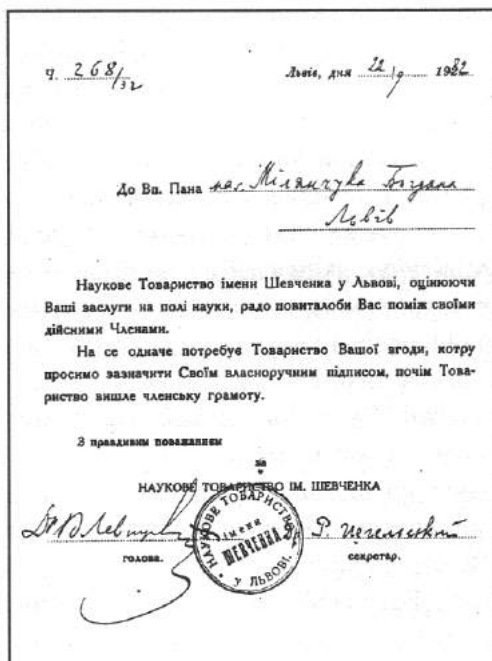 Ч. 268/32 Львів, дня 22/9 1932
До Вп. Пана Мілянчука Богдана
Львів
Наукове Товариство імени Шевченка у Львові, оцінюючи
Ваші заслуги на полі науки, радо повиталоби Вас поміж своїми
дійсними Членами.
На се одначе потребує Товариство Вашої згоди, котру
просимо зазначити Своїм власноручним підписом, почім Това-
риство вишле членську грамоту.
З правдивим поважанням
за
НАУКОВЕ ТОВАРИСТВО ІМ. ШЕВЧЕНКА
Др В Левицький
голова.
НАУКОВЕ ТОВАРИСТВО
імени
ШЕВЧЕНКА
У ЛЬВОВІ.
Р.
секретар.